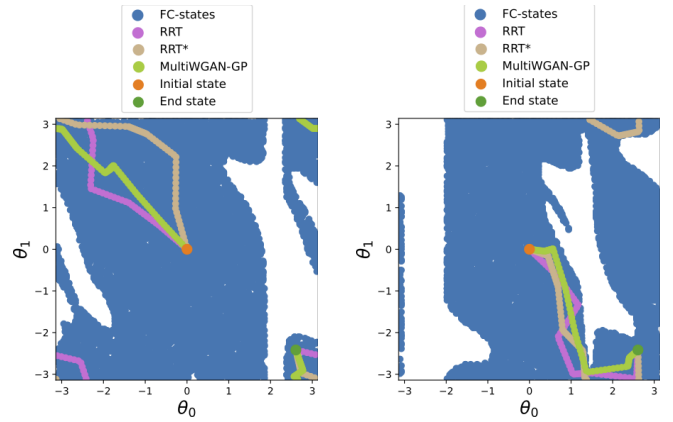 FC-states
RRT
RRT*
MultiWGAN-GP
Initial state
End state
3
2
1
0
−1
−2
−3
θ1
−3 −2 −1 0 1 2 3
θ0
FC-states
RRT
RRT*
MultiWGAN-GP
Initial state
End state
3
2
1
0
−1
−2
−3
θ1
−3 −2 −1 0 1 2 3
θ0